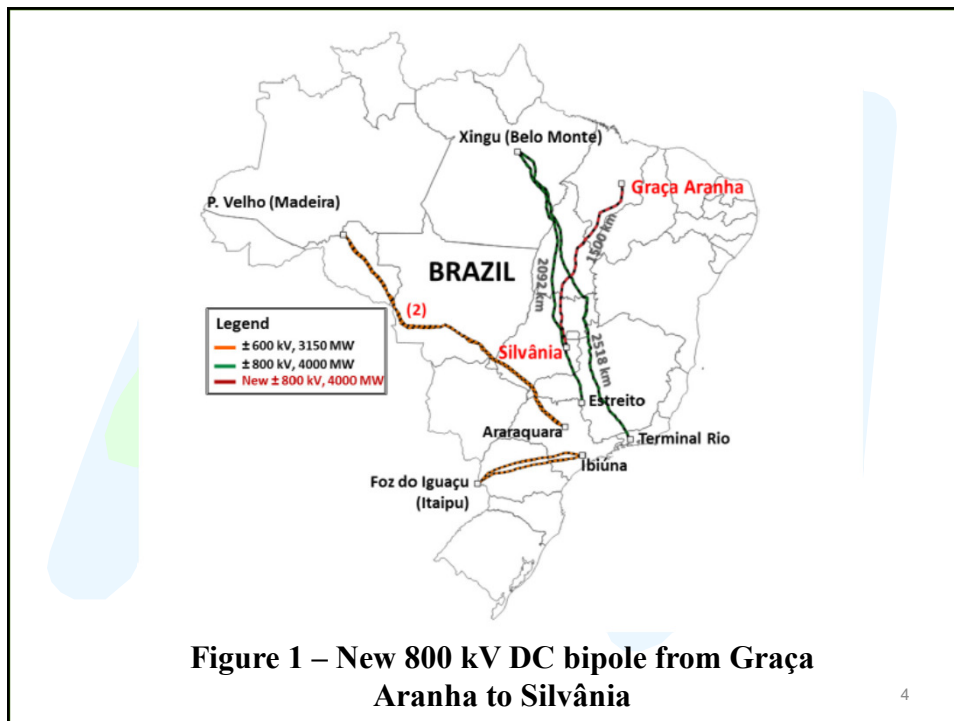 Xingu (Belo Monte)
Graça Aranha
P. Velho (Madeira)
1500 km
BRAZIL
2092 km
(2)
Legend
± 600 kV, 3150 MW
± 800 kV, 4000 MW
New ± 800 kV, 4000 MW
Silvânia
2518 km
Estreito
Araraquara
Terminal Rio
Ibiúna
Foz do Iguaçu
(Itaipu)
Figure 1 – New 800 kV DC bipole from Graça
Aranha to Silvânia
4